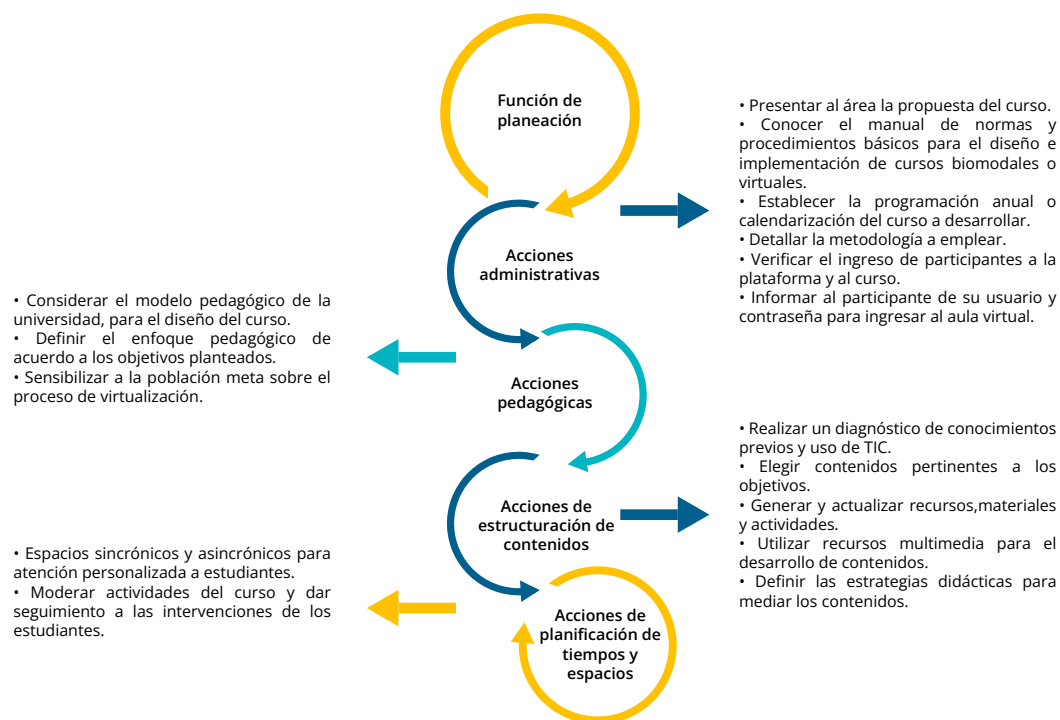 Función de
planeación
• Presentar al área la propuesta del curso.
• Conocer el manual de normas y
procedimientos básicos para el diseño e
implementación de cursos biomodales o
virtuales.
• Establecer la programación anual o
calendarización del curso a desarrollar.
• Detallar la metodología a emplear.
• Verificar el ingreso de participantes a la
plataforma y al curso.
• Informar al participante de su usuario y
contraseña para ingresar al aula virtual.
Acciones
administrativas
• Considerar el modelo pedagógico de la
universidad, para el diseño del curso.
• Definir el enfoque pedagógico de
acuerdo a los objetivos planteados.
• Sensibilizar a la población meta sobre el
proceso de virtualización.
Acciones
pedagógicas
• Realizar un diagnóstico de conocimientos
previos y uso de TIC.
• Elegir contenidos pertinentes a los
objetivos.
• Generar y actualizar recursos,materiales
y actividades.
• Utilizar recursos multimedia para el
desarrollo de contenidos.
• Definir las estrategias didácticas para
mediar los contenidos.
Acciones de
estructuración de
contenidos
• Espacios sincrónicos y asincrónicos para
atención personalizada a estudiantes.
• Moderar actividades del curso y dar
seguimiento a las intervenciones de los
estudiantes.
Acciones de
planificación de
tiempos y
espacios